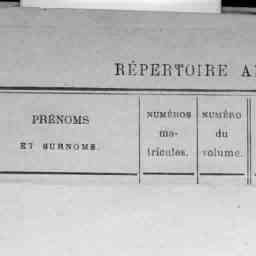 RÉPERTOIRE A
PRÉNOMS
ET SURNOMS.
NUMÉROS
ma-
tricules.
NUMÉRO
du
volume.